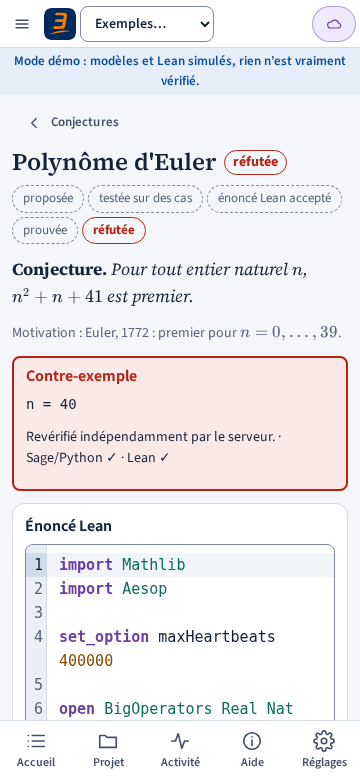 Exemples…
Mode démo : modèles et Lean simulés, rien n’est vraiment
vérifié.
Conjectures
Polynôme d'Euler réfutée
proposée testée sur des cas énoncé Lean accepté
prouvée réfutée
Conjecture. Pour tout entier naturel n,
n² + n + 41 est premier.
Motivation : Euler, 1772 : premier pour n = 0, . . . , 39.
Contre-exemple
n = 40
Revérifié indépendamment par le serveur. ·
Sage/Python ✓ · Lean ✓
Énoncé Lean
1 import Mathlib
2 import Aesop
3
4 set_option maxHeartbeats
400000
5
6 open BigOperators Real Nat
Accueil Projet Activité Aide Réglages